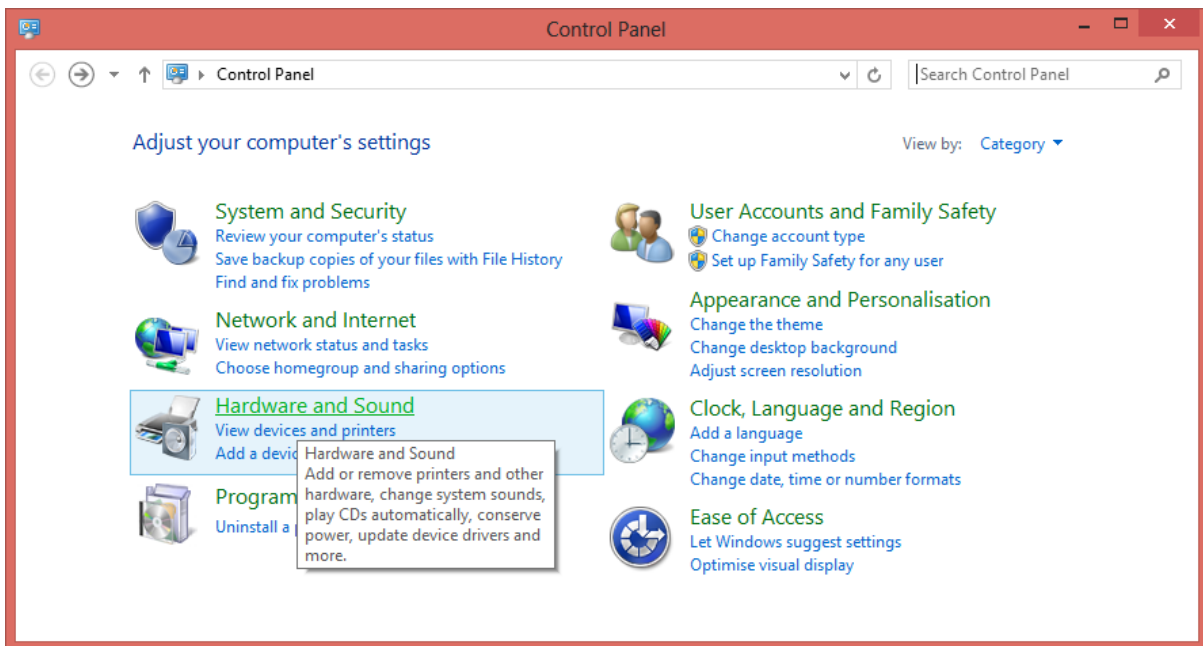 Control Panel
Control Panel
Search Control Panel
Adjust your computer's settings
View by: Category
System and Security
Review your computer's status
Save backup copies of your files with File History
Find and fix problems
Network and Internet
View network status and tasks
Choose homegroup and sharing options
Hardware and Sound
View devices and printers
Add a devic
Hardware and Sound
Add or remove printers and other
hardware, change system sounds,
play CDs automatically, conserve
power, update device drivers and
more.
Program
Uninstall a
User Accounts and Family Safety
Change account type
Set up Family Safety for any user
Appearance and Personalisation
Change the theme
Change desktop background
Adjust screen resolution
Clock, Language and Region
Add a language
Change input methods
Change date, time or number formats
Ease of Access
Let Windows suggest settings
Optimise visual display